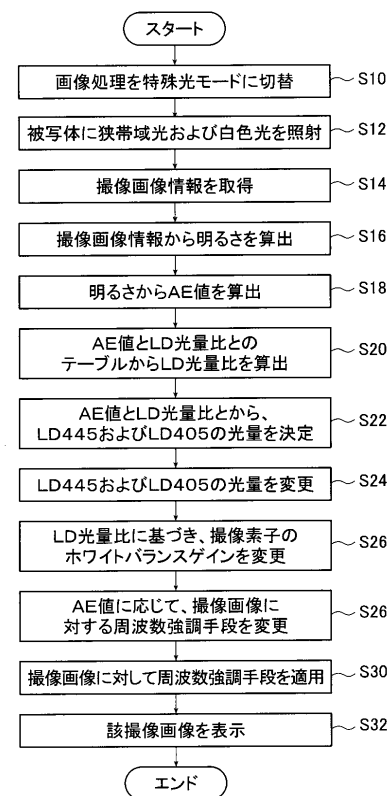 スタート
画像処理を特殊光モードに切替
S10
被写体に狭帯域光および白色光を照射
S12
撮像画像情報を取得
S14
撮像画像情報から明るさを算出
S16
明るさからAE値を算出
S18
AE値とLD光量比との
テーブルからLD光量比を算出
S20
AE値とLD光量比とから、
LD445およびLD405の光量を決定
S22
LD445およびLD405の光量を変更
S24
LD光量比に基づき、撮像素子の
ホワイトバランスゲインを変更
S26
AE値に応じて、撮像画像に
対する周波数強調手段を変更
S26
撮像画像に対して周波数強調手段を適用
S30
該撮像画像を表示
S32
エンド